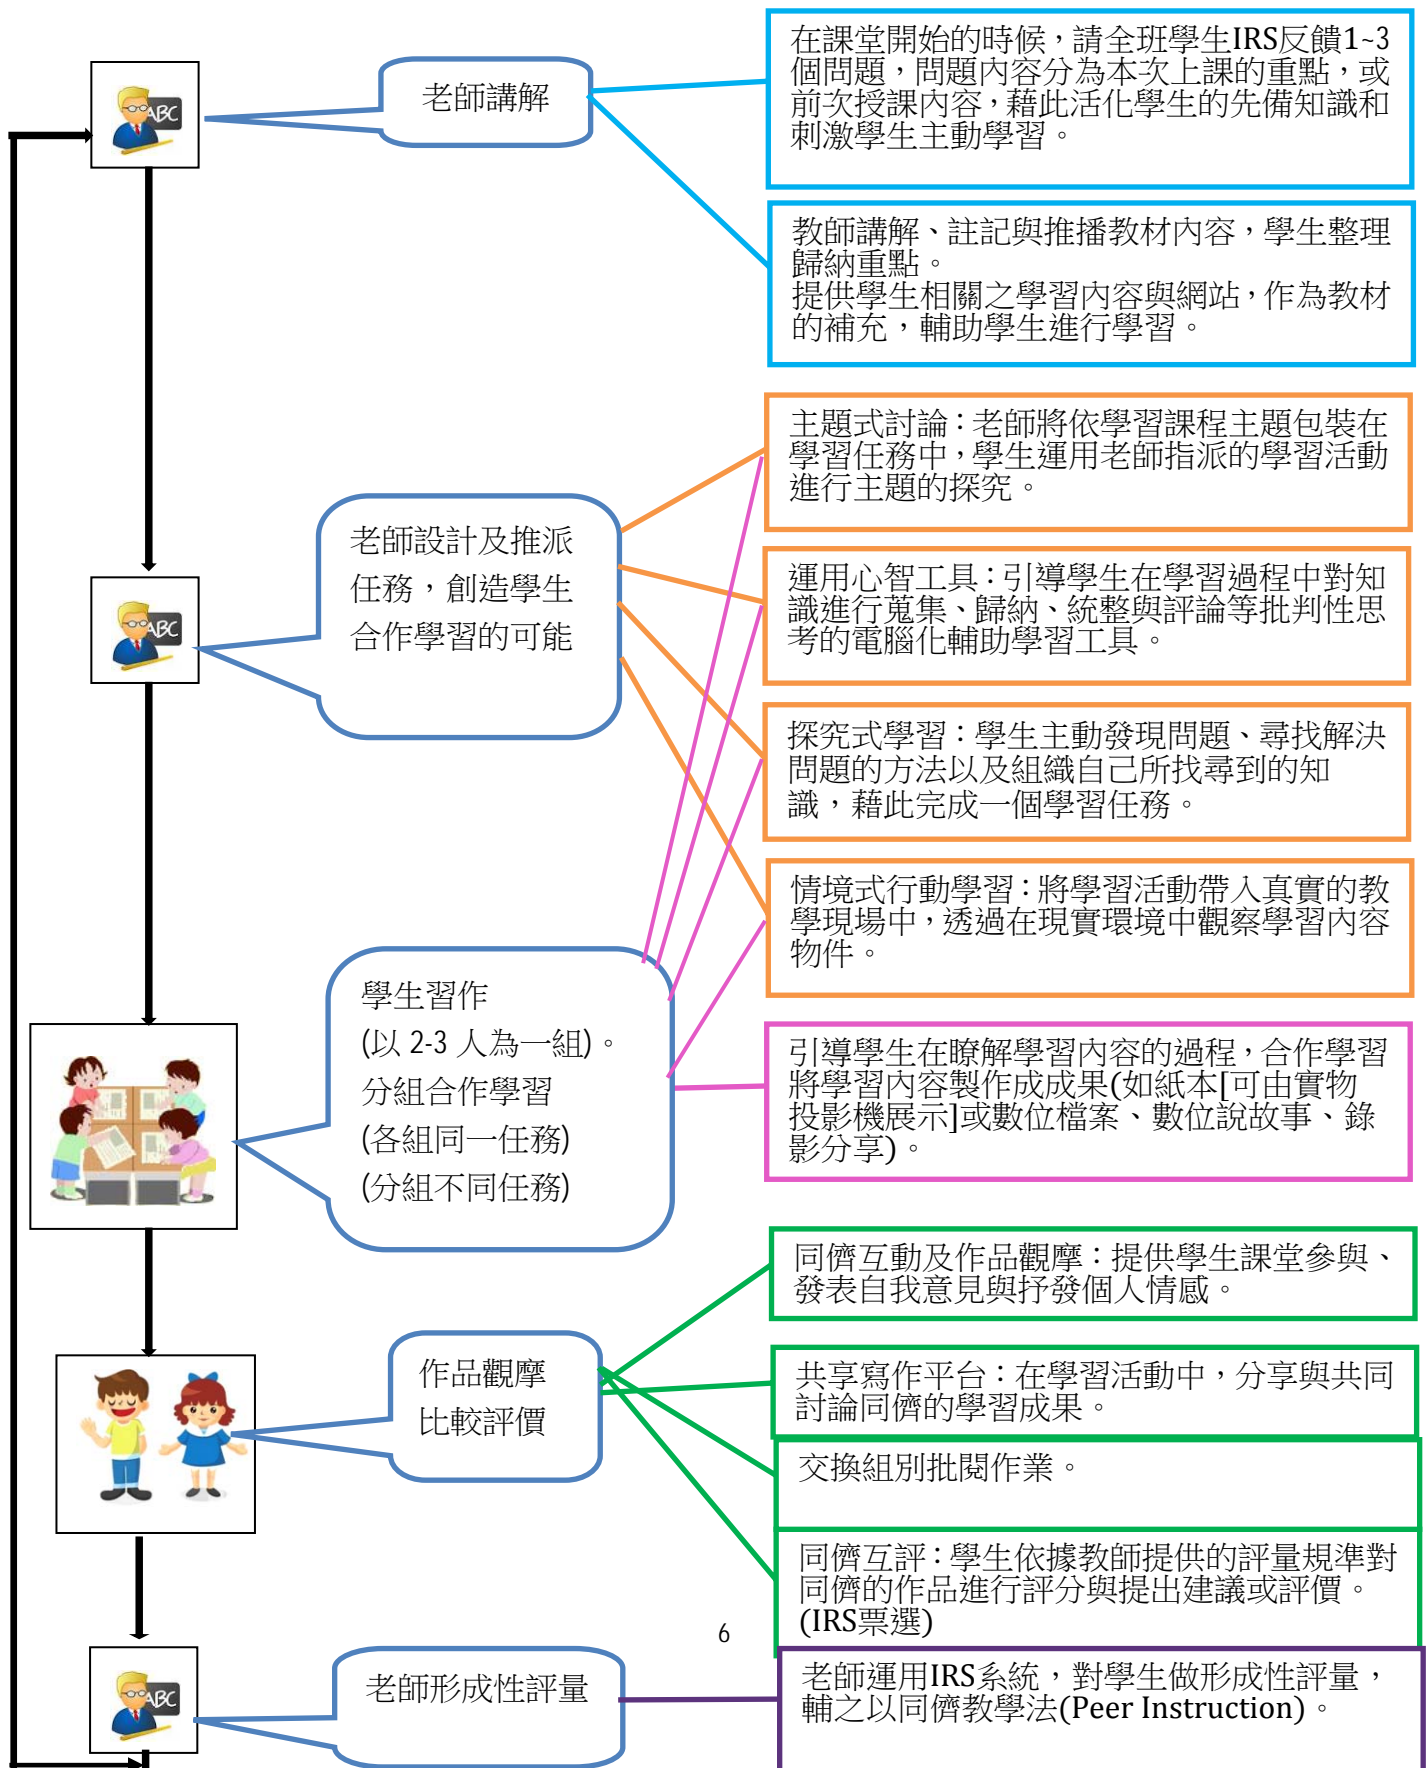 在課堂開始的時候，請全班學生IRS反饋1~3
個問題，問題內容分為本次上課的重點，或
前次授課內容，藉此活化學生的先備知識和
刺激學生主動學習。
ABC
老師講解
教師講解、註記與推播教材內容，學生整理
歸納重點。
提供學生相關之學習內容與網站，作為教材
的補充，輔助學生進行學習。
主題式討論：老師將依學習課程主題包裝在
學習任務中，學生運用老師指派的學習活動
進行主題的探究。
老師設計及推派
任務，創造學生
合作學習的可能
ABC
運用心智工具：引導學生在學習過程中對知
識進行蒐集、歸納、統整與評論等批判性思
考的電腦化輔助學習工具。
探究式學習：學生主動發現問題、尋找解決
問題的方法以及組織自己所找尋到的知
識，藉此完成一個學習任務。
情境式行動學習：將學習活動帶入真實的教
學現場中，透過在現實環境中觀察學習內容
物件。
學生習作
(以 2-3 人為一組)。
分組合作學習
(各組同一任務)
(分組不同任務)
引導學生在瞭解學習內容的過程，合作學習
將學習內容製作成成果(如紙本[可由實物
投影機展示]或數位檔案、數位說故事、錄
影分享)。
同儕互動及作品觀摩：提供學生課堂參與、
發表自我意見與抒發個人情感。
作品觀摩
比較評價
共享寫作平台：在學習活動中，分享與共同
討論同儕的學習成果。
交換組別批閱作業。
同儕互評：學生依據教師提供的評量規準對
同儕的作品進行評分與提出建議或評價。
(IRS票選)
6
ABC
老師形成性評量
老師運用IRS系統，對學生做形成性評量，
輔之以同儕教學法(Peer Instruction)。